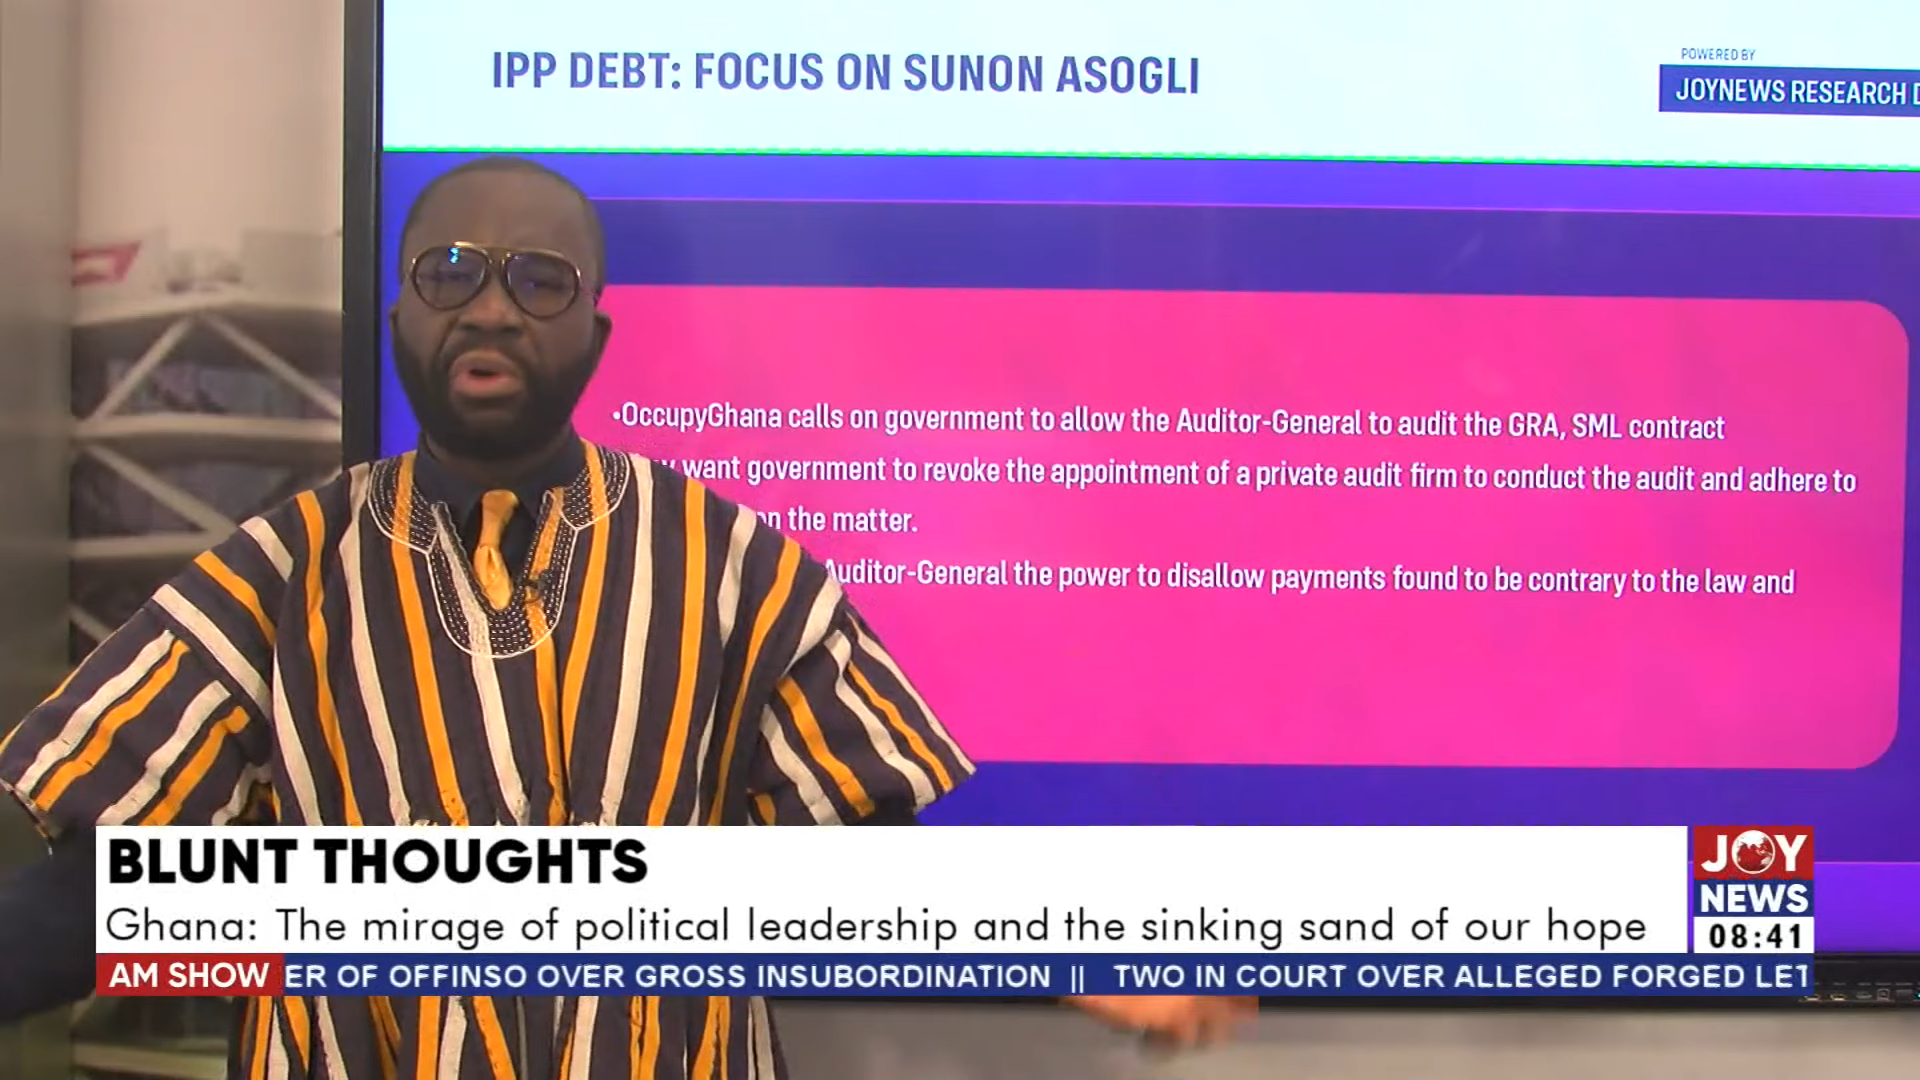 IPP DEBT: FOCUS ON SUNON ASOGLI
POWERED BY
JOYNEWS RESEARCH
•OccupyGhana calls on government to allow the Auditor-General to audit the GRA, SML contract
want government to revoke the appointment of a private audit firm to conduct the audit and adhere to
on the matter.
Auditor-General the power to disallow payments found to be contrary to the law and
BLUNT THOUGHTS
Ghana: The mirage of political leadership and the sinking sand of our hope
JOY
NEWS
08:41
AM SHOW
ER OF OFFINSO OVER GROSS INSUBORDINATION || TWO IN COURT OVER ALLEGED FORGED LET